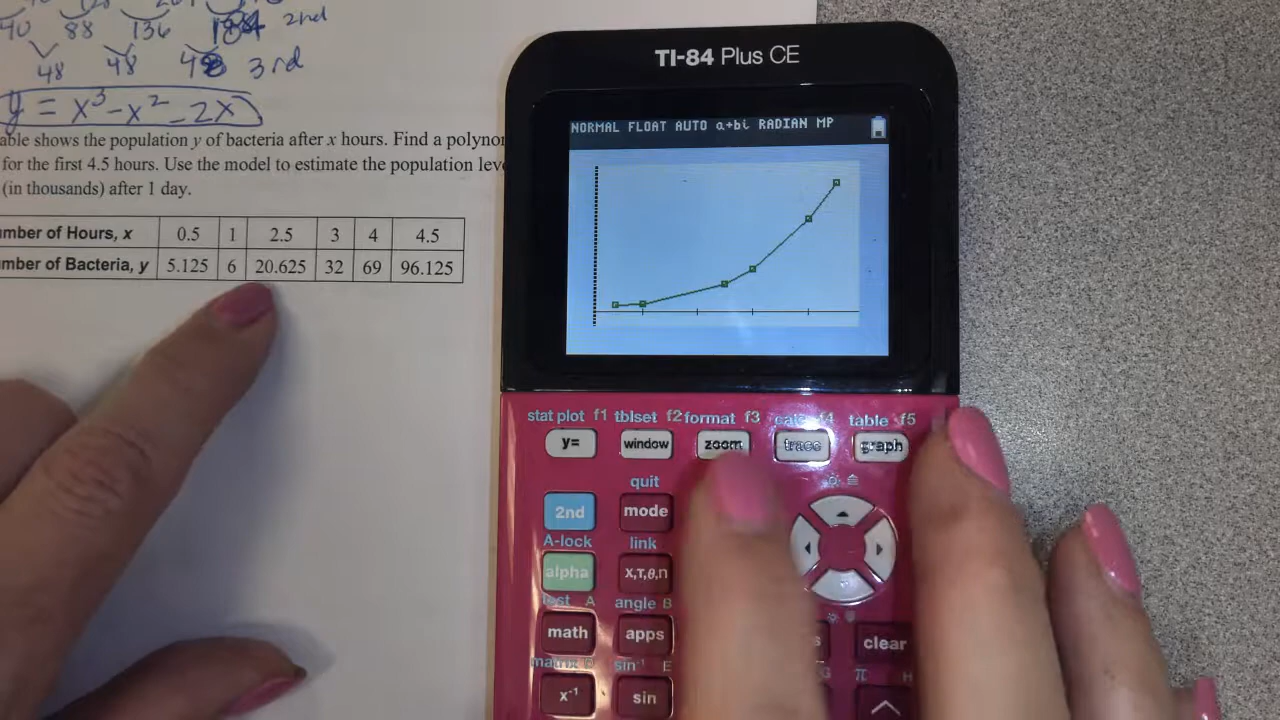 40 88 136 184 2nd
48 48 48 3rd
y = x³-x²-2x
able shows the population y of bacteria after x hours. Find a polynor
for the first 4.5 hours. Use the model to estimate the population leve
(in thousands) after 1 day.
mber of Hours, x 0.5 1 2.5 3 4 4.5
mber of Bacteria, y 5.125 6 20.625 32 69 96.125
TI-84 Plus CE
NORMAL FLOAT AUTO a+bi RADIAN MP
stat plot f1 tblset f2 format f3 calc f4 table f5
y= window zoom trace graph
quit
2nd mode
A-lock link
alpha X,T,θ,n
test A angle B
math apps clear
matrix D sin⁻¹ E G π H
x⁻¹ sin ^